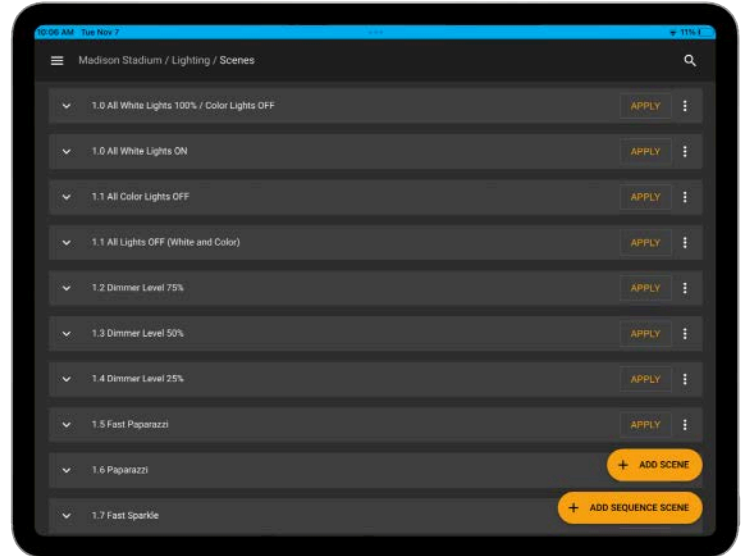 10:06 AM Tue Nov 7
11%
Madison Stadium / Lighting / Scenes
1.0 All White Lights 100% / Color Lights OFF APPLY
1.0 All White Lights ON APPLY
1.1 All Color Lights OFF APPLY
1.1 All Lights OFF (White and Color) APPLY
1.2 Dimmer Level 75% APPLY
1.3 Dimmer Level 50% APPLY
1.4 Dimmer Level 25% APPLY
1.5 Fast Paparazzi APPLY
1.6 Paparazzi
+ ADD SCENE
1.7 Fast Sparkle
+ ADD SEQUENCE SCENE